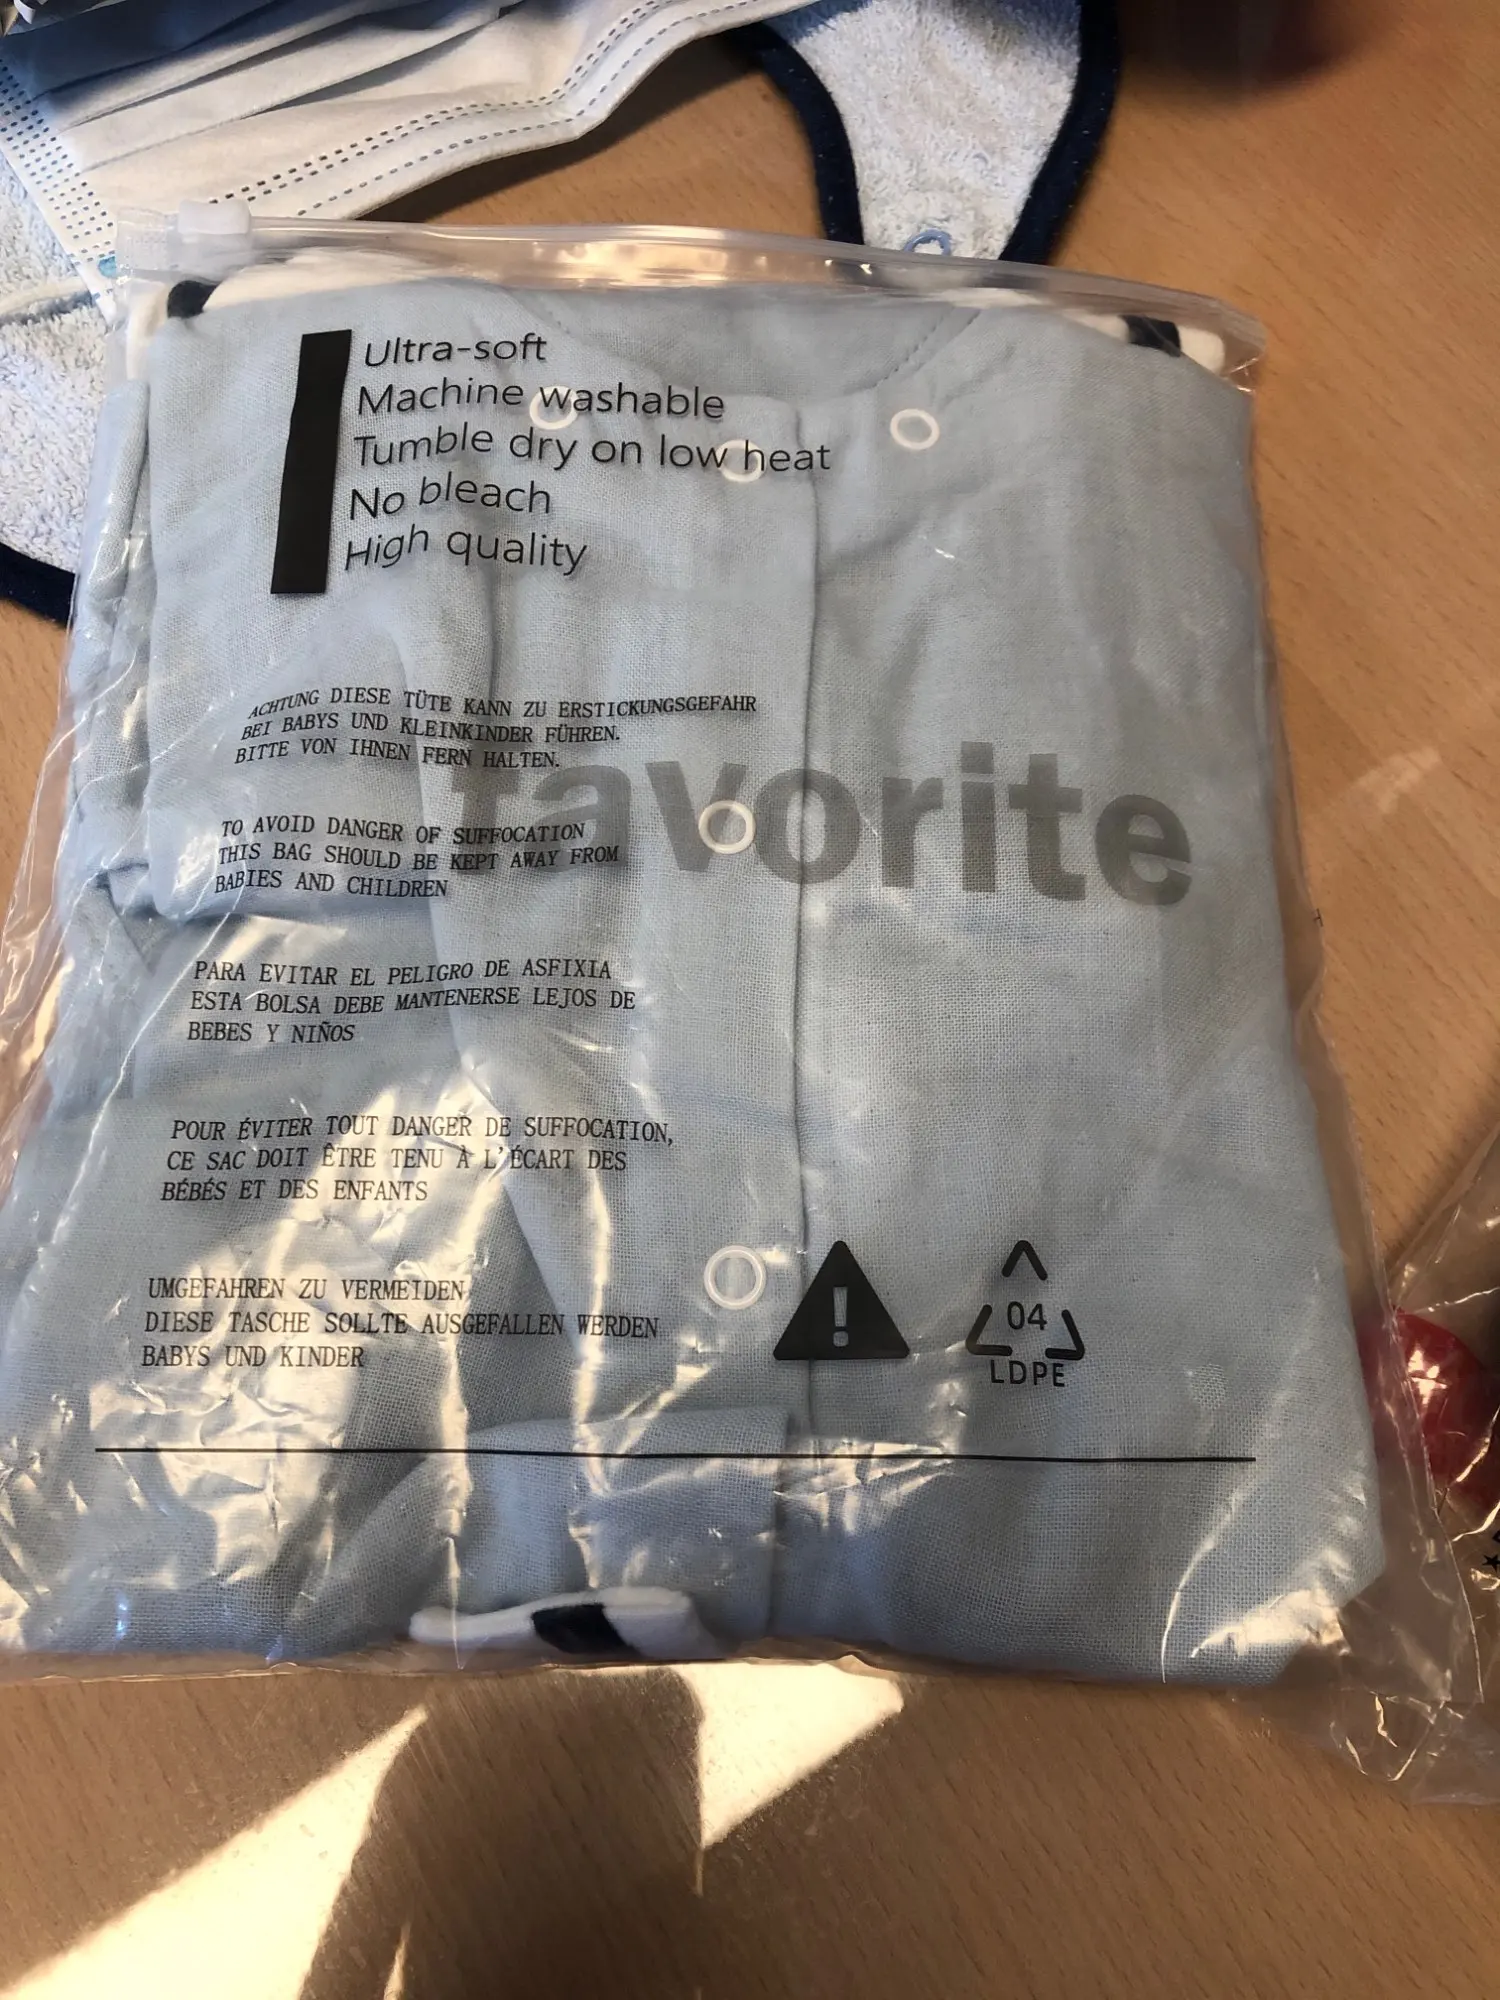 Ultra-soft
Machine washable
Tumble dry on low heat
No bleach
High quality
ACHTUNG DIESE TÜTE KANN ZU ERSTICKUNGSGEFAHR
BEI BABYS UND KLEINKINDER FÜHREN.
BITTE VON IHNEN FERN HALTEN.
favorite
TO AVOID DANGER OF SUFFOCATION
THIS BAG SHOULD BE KEPT AWAY FROM
BABIES AND CHILDREN
PARA EVITAR EL PELIGRO DE ASFIXIA
ESTA BOLSA DEBE MANTENERSE LEJOS DE
BEBES Y NIÑOS
POUR ÉVITER TOUT DANGER DE SUFFOCATION,
CE SAC DOIT ÊTRE TENU À L'ÉCART DES
BÉBÉS ET DES ENFANTS
UMGEFAHREN ZU VERMEIDEN
DIESE TASCHE SOLLTE AUSGEFALLEN WERDEN
BABYS UND KINDER
!
04
LDPE